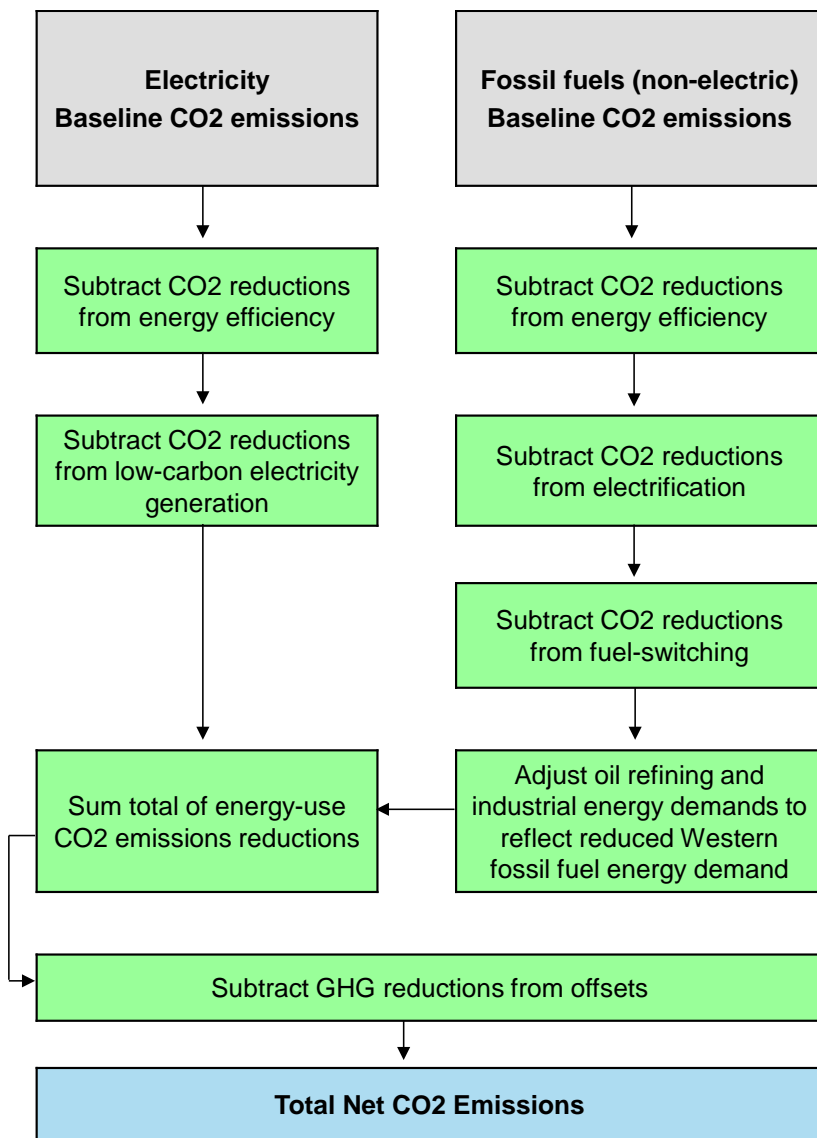 Electricity
Baseline CO2 emissions
Fossil fuels (non-electric)
Baseline CO2 emissions
Subtract CO2 reductions
from energy efficiency
Subtract CO2 reductions
from energy efficiency
Subtract CO2 reductions
from low-carbon electricity
generation
Subtract CO2 reductions
from electrification
Subtract CO2 reductions
from fuel-switching
Sum total of energy-use
CO2 emissions reductions
Adjust oil refining and
industrial energy demands to
reflect reduced Western
fossil fuel energy demand
Subtract GHG reductions from offsets
Total Net CO2 Emissions